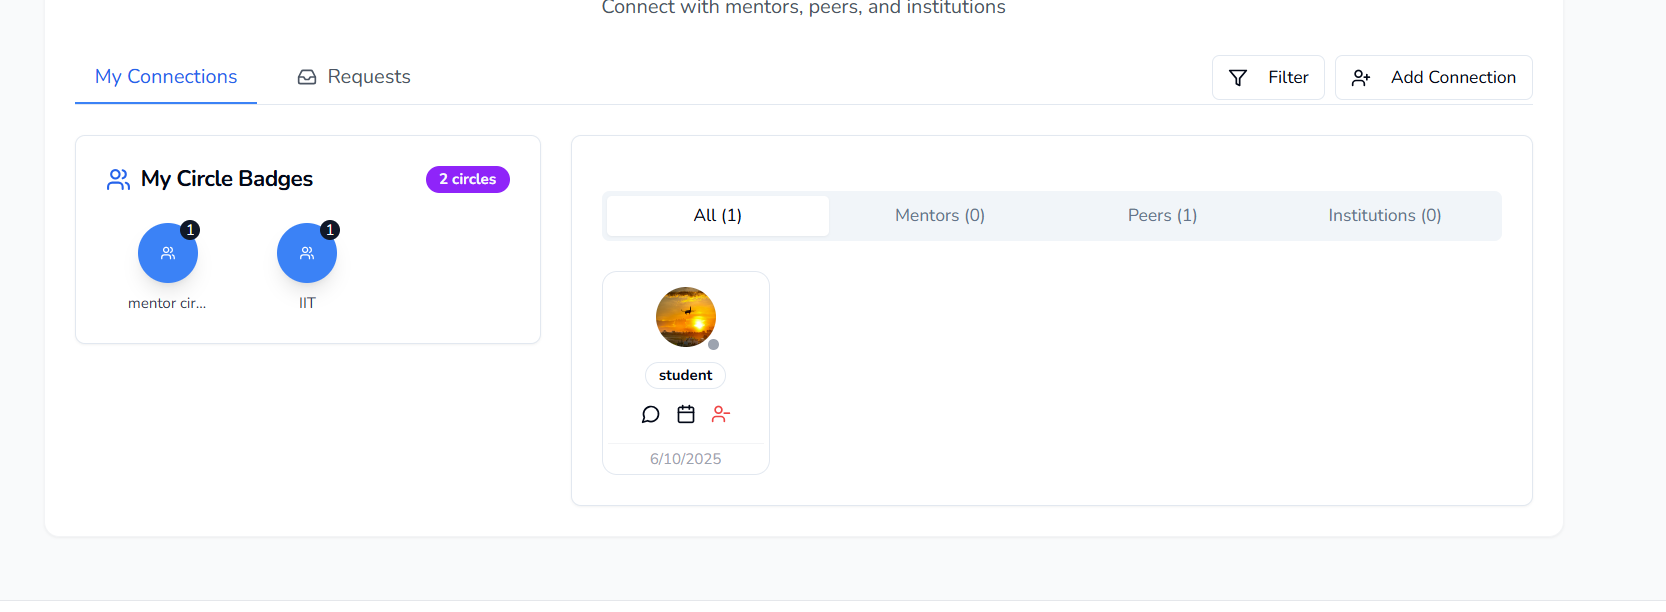 Connect with mentors, peers, and institutions
My Connections
Requests
Filter
Add Connection
My Circle Badges
2 circles
1
1
mentor cir...
IIT
All (1)
Mentors (0)
Peers (1)
Institutions (0)
student
6/10/2025